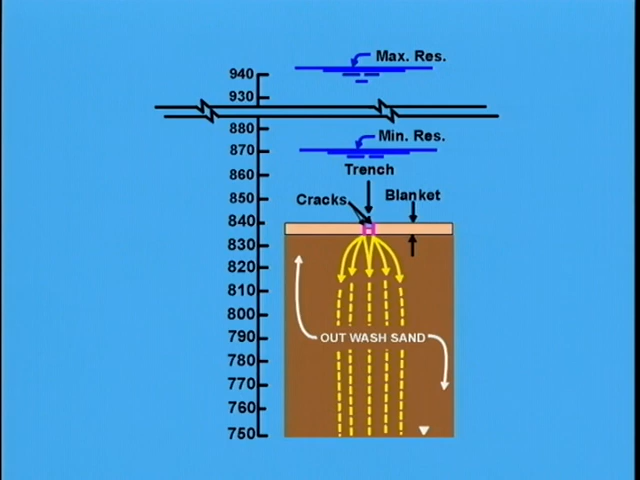 Max. Res.
940
930
880
Min. Res.
870
Trench
860
Cracks
Blanket
850
840
830
820
810
800
OUT WASH SAND
790
780
770
760
750